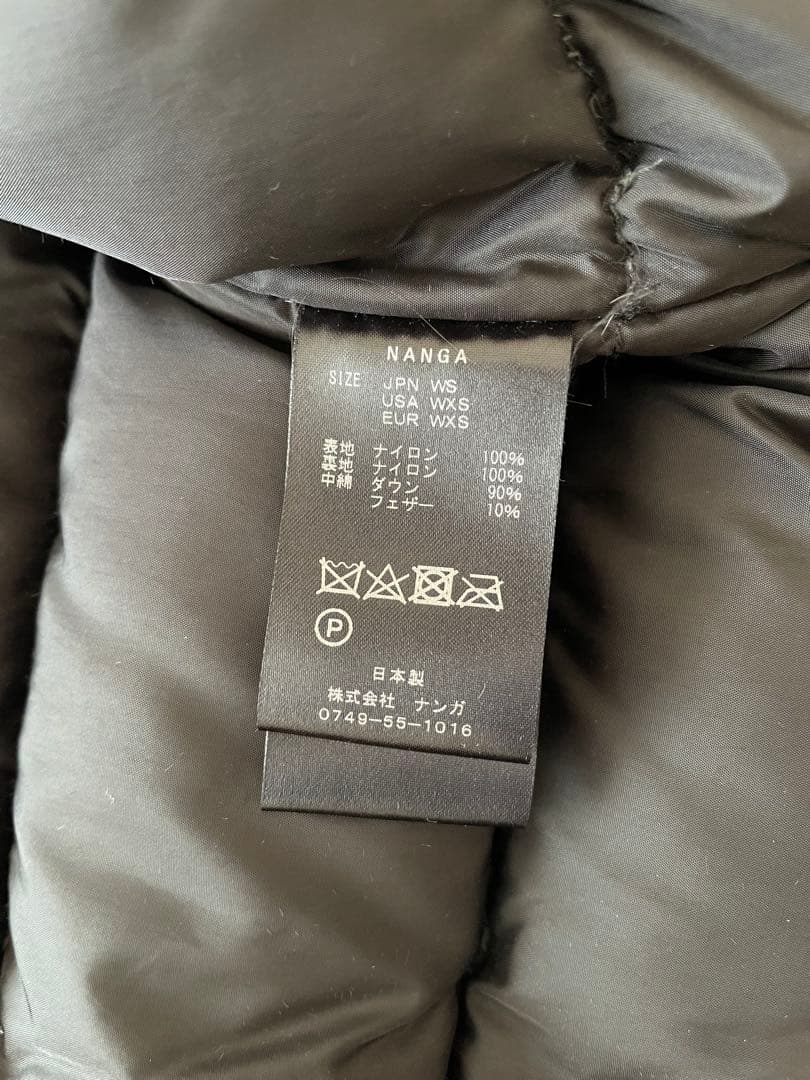 NANGA
SIZE JPN WS
USA WXS
EUR WXS
表地 ナイロン 100%
裏地 ナイロン 100%
中綿 ダウン 90%
フェザー 10%
P
日本製
株式会社 ナンガ
0749-55-1016